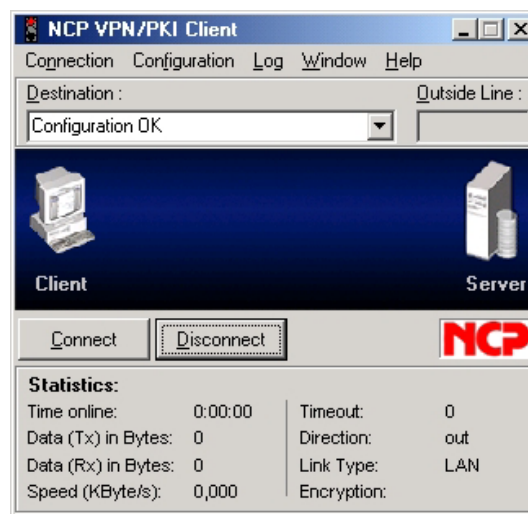 NCP VPN/PKI Client
Connection Configuration Log Window Help
Destination : Outside Line :
Configuration OK
Client Server
Connect Disconnect NCP
Statistics:
Time online: 0:00:00 Timeout: 0
Data (Tx) in Bytes: 0 Direction: out
Data (Rx) in Bytes: 0 Link Type: LAN
Speed (KByte/s): 0,000 Encryption: